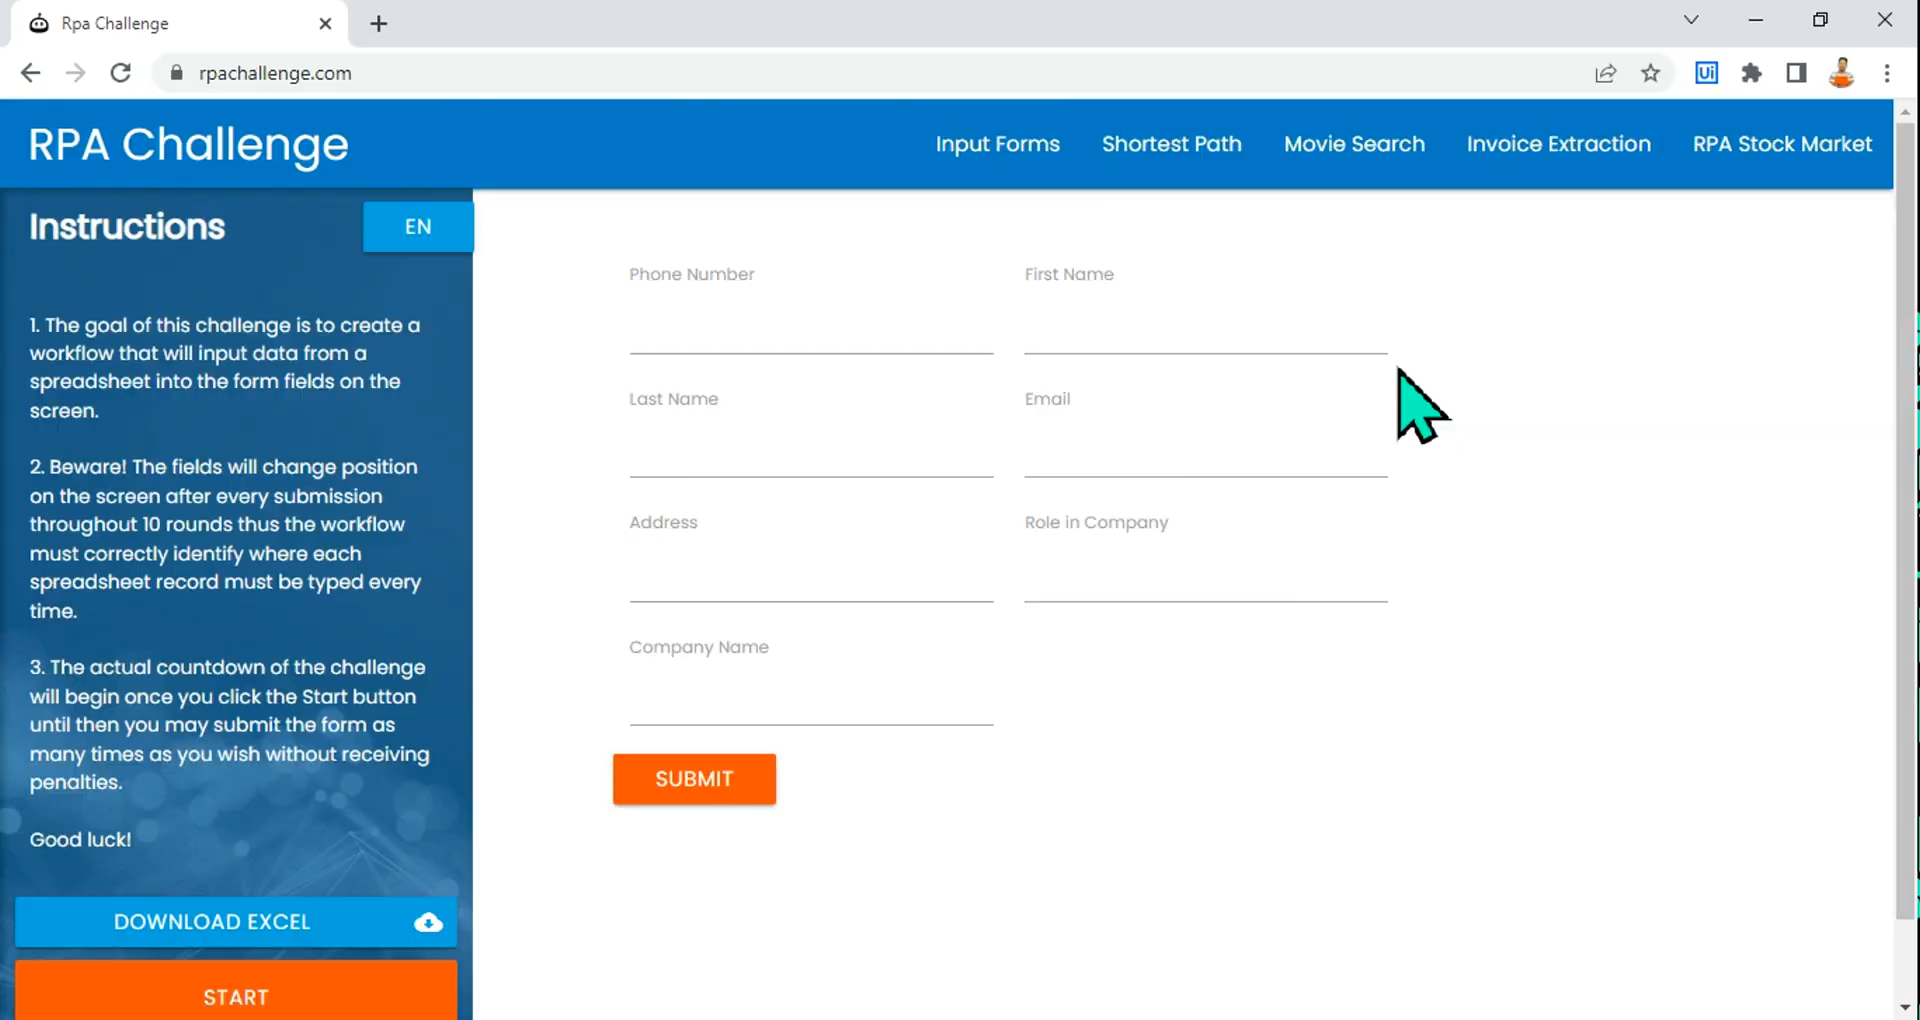 Rpa Challenge
rpachallenge.com
Ui
RPA Challenge
Input Forms
Shortest Path
Movie Search
Invoice Extraction
RPA Stock Market
Instructions
EN
1. The goal of this challenge is to create a
workflow that will input data from a
spreadsheet into the form fields on the
screen.
2. Beware! The fields will change position
on the screen after every submission
throughout 10 rounds thus the workflow
must correctly identify where each
spreadsheet record must be typed every
time.
3. The actual countdown of the challenge
will begin once you click the Start button
until then you may submit the form as
many times as you wish without receiving
penalties.
Good luck!
DOWNLOAD EXCEL
START
Phone Number
First Name
Last Name
Email
Address
Role in Company
Company Name
SUBMIT